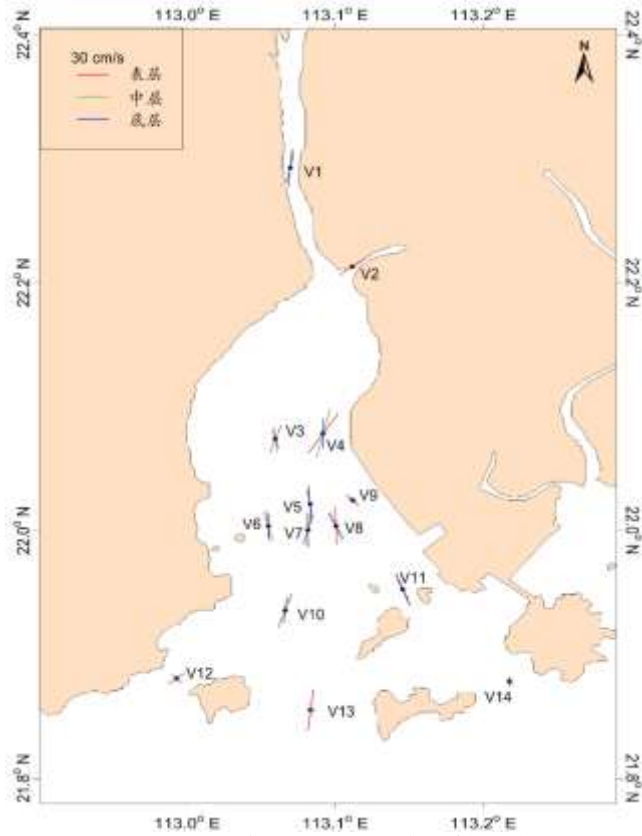 113.0° E 113.1° E 113.2° E
22.4° N 22.4° N
30 cm/s
表层
中层
底层
N
V1
V2
22.2° N 22.2° N
V3
V4
V5
V9
V6
V7
V8
22.0° N 22.0° N
V11
V10
V12
V14
V13
21.8° N 21.8° N
113.0° E 113.1° E 113.2° E